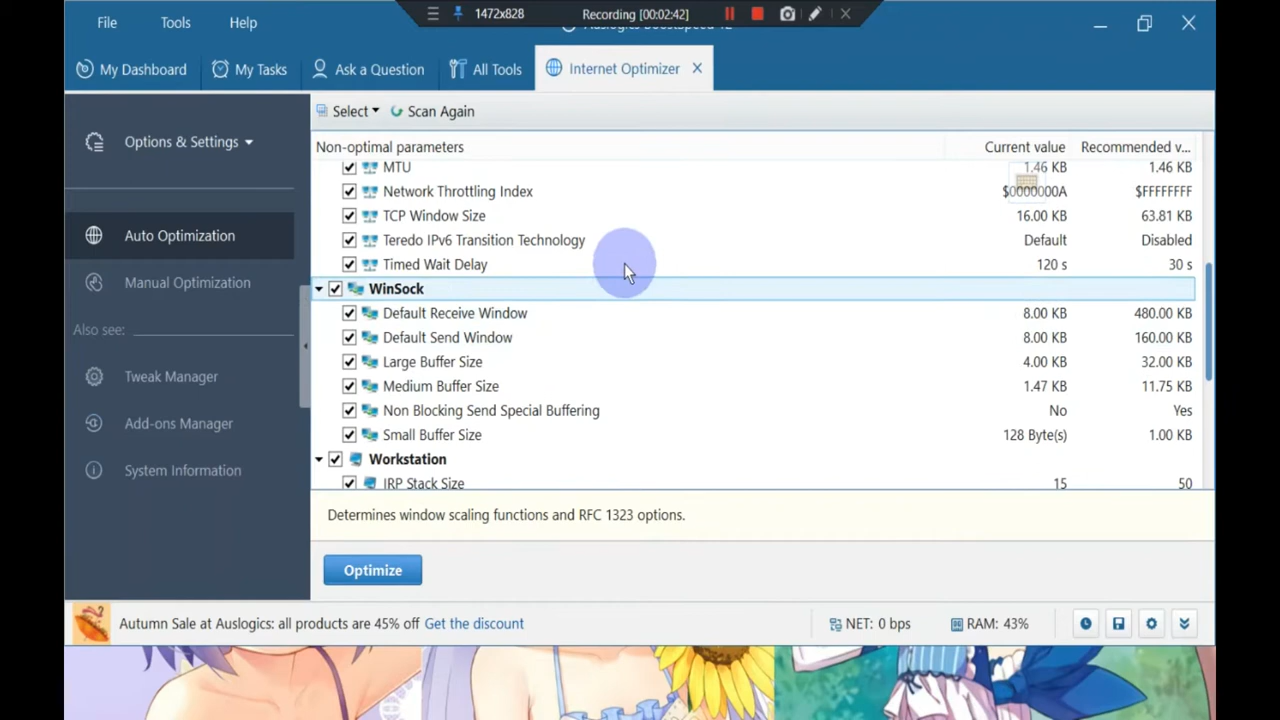 1472x828
Recording [00:02:42]
File
Tools
Help
Auslogics BoostSpeed 12
My Dashboard
My Tasks
Ask a Question
All Tools
Internet Optimizer
Select
Scan Again
Options & Settings
Auto Optimization
Manual Optimization
Also see:
Tweak Manager
Add-ons Manager
System Information
Non-optimal parameters Current value Recommended v...
MTU 1.46 KB 1.46 KB
Network Throttling Index $0000000A $FFFFFFFF
TCP Window Size 16.00 KB 63.81 KB
Teredo IPv6 Transition Technology Default Disabled
Timed Wait Delay 120 s 30 s
WinSock
Default Receive Window 8.00 KB 480.00 KB
Default Send Window 8.00 KB 160.00 KB
Large Buffer Size 4.00 KB 32.00 KB
Medium Buffer Size 1.47 KB 11.75 KB
Non Blocking Send Special Buffering No Yes
Small Buffer Size 128 Byte(s) 1.00 KB
Workstation
IRP Stack Size 15 50
Determines window scaling functions and RFC 1323 options.
Optimize
Autumn Sale at Auslogics: all products are 45% off Get the discount
NET: 0 bps
RAM: 43%